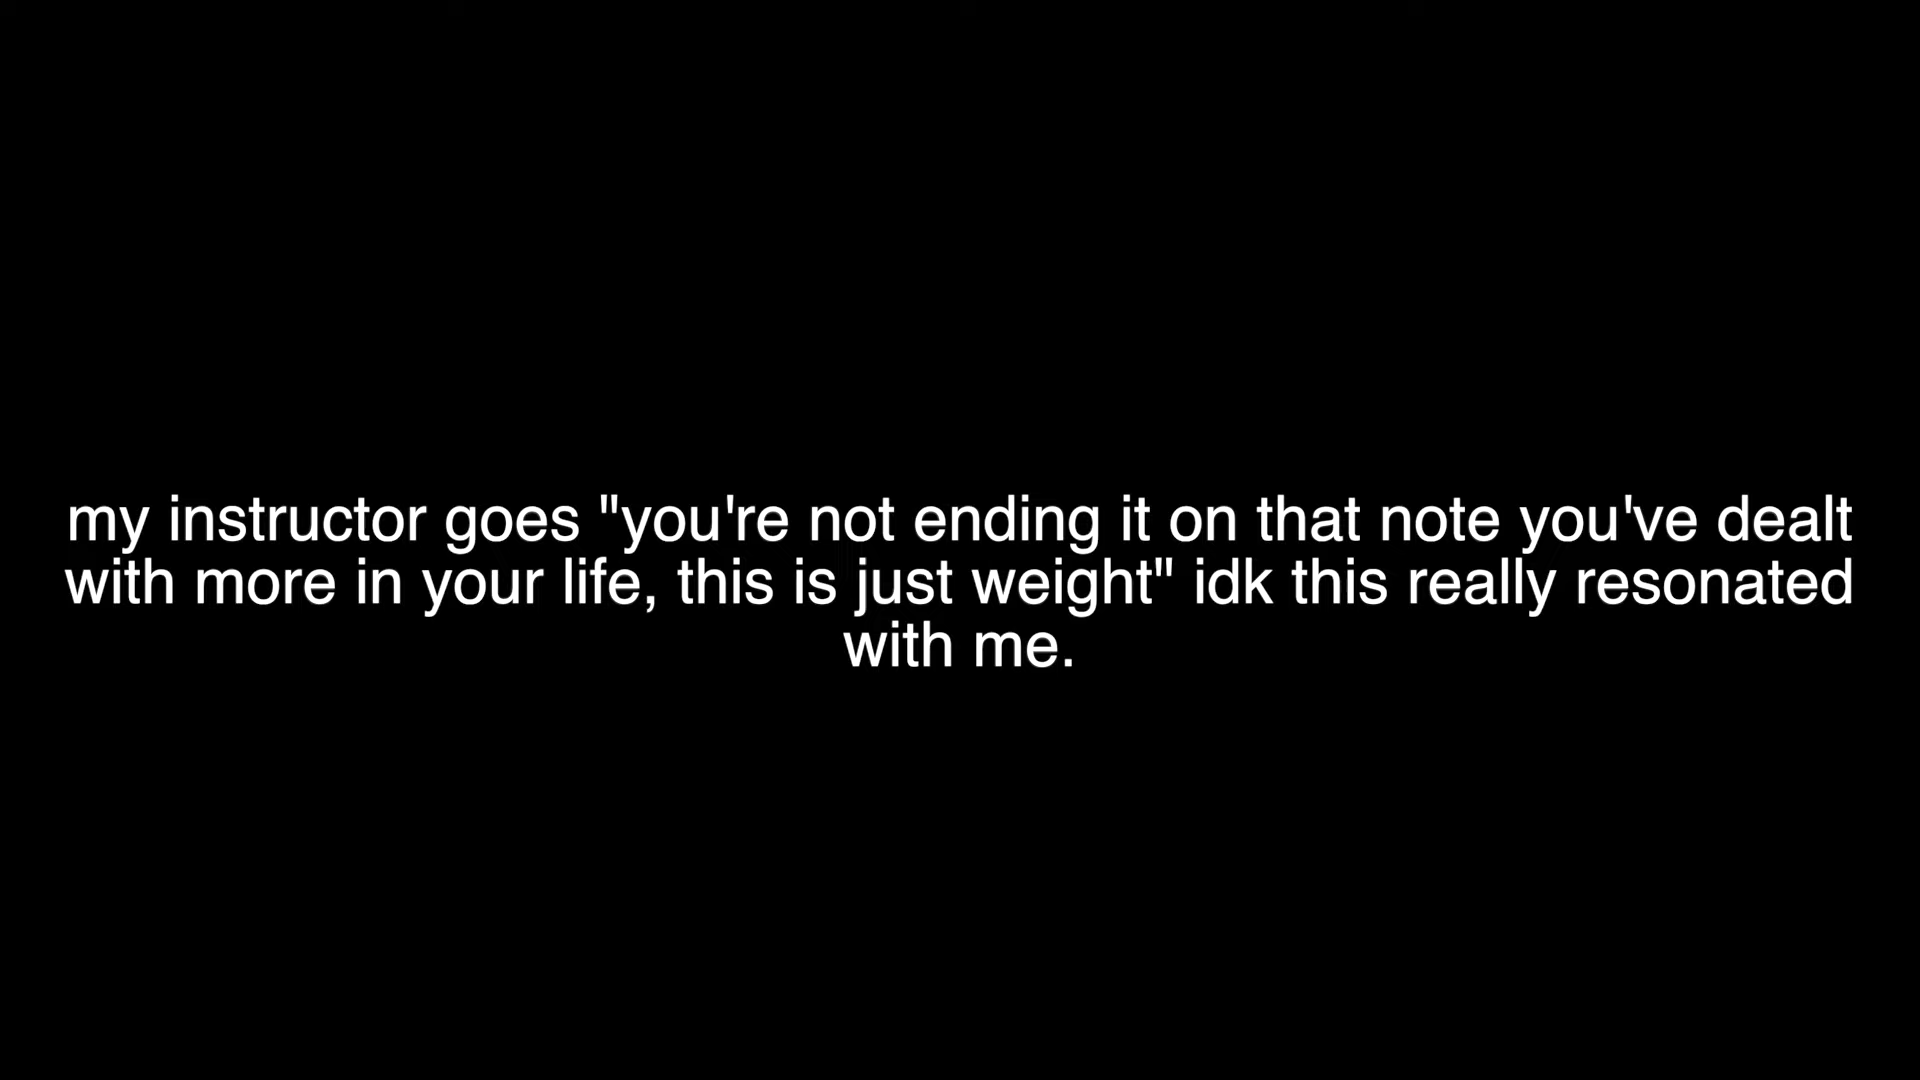 my instructor goes "you're not ending it on that note you've dealt
with more in your life, this is just weight" idk this really resonated
with me.